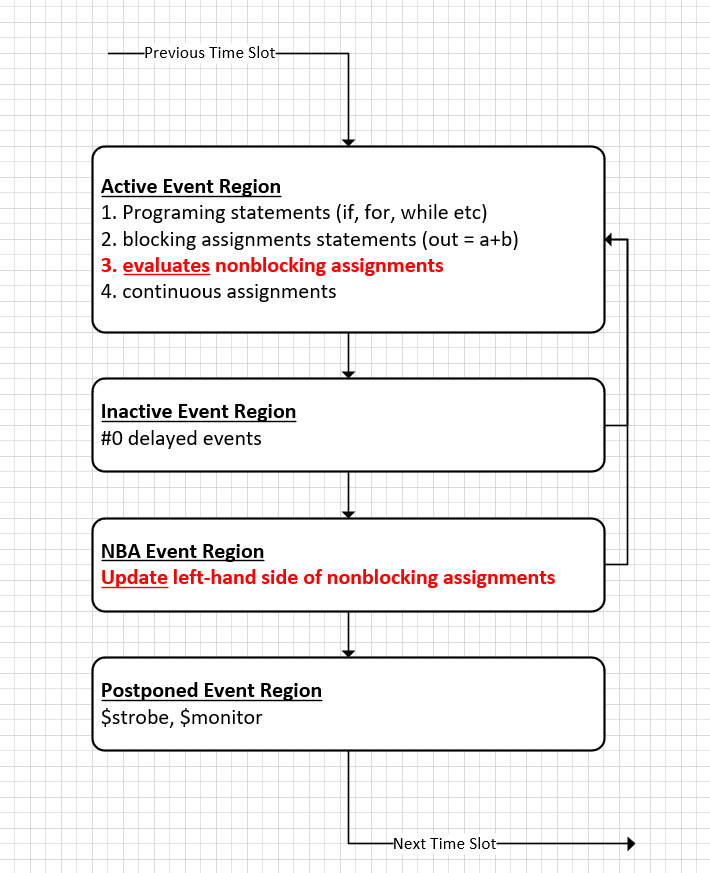 Previous Time Slot
Active Event Region
1. Programing statements (if, for, while etc)
2. blocking assignments statements (out = a+b)
3. evaluates nonblocking assignments
4. continuous assignments
Inactive Event Region
#0 delayed events
NBA Event Region
Update left-hand side of nonblocking assignments
Postponed Event Region
$strobe, $monitor
Next Time Slot